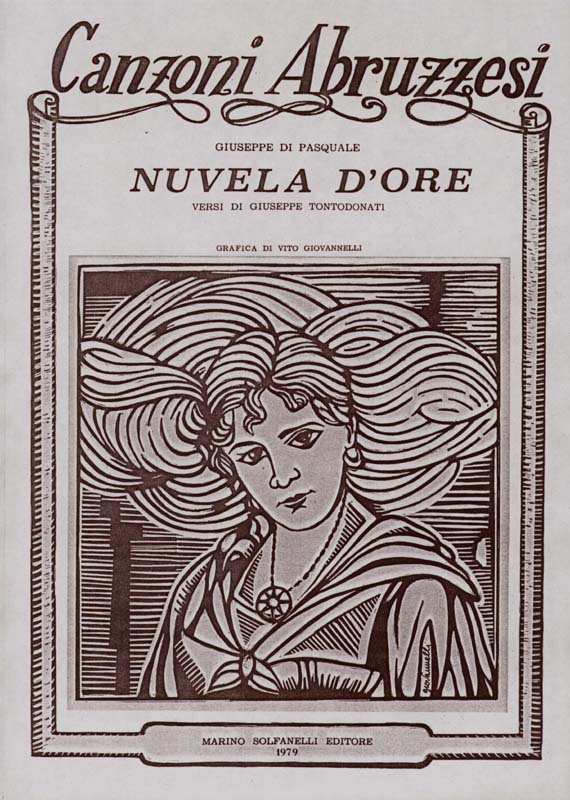 Canzoni Abruzzesi
GIUSEPPE DI PASQUALE
NUVELA D'ORE
VERSI DI GIUSEPPE TONTODONATI
GRAFICA DI VITO GIOVANNELLI
giovannelli
MARINO SOLFANELLI EDITORE
1979